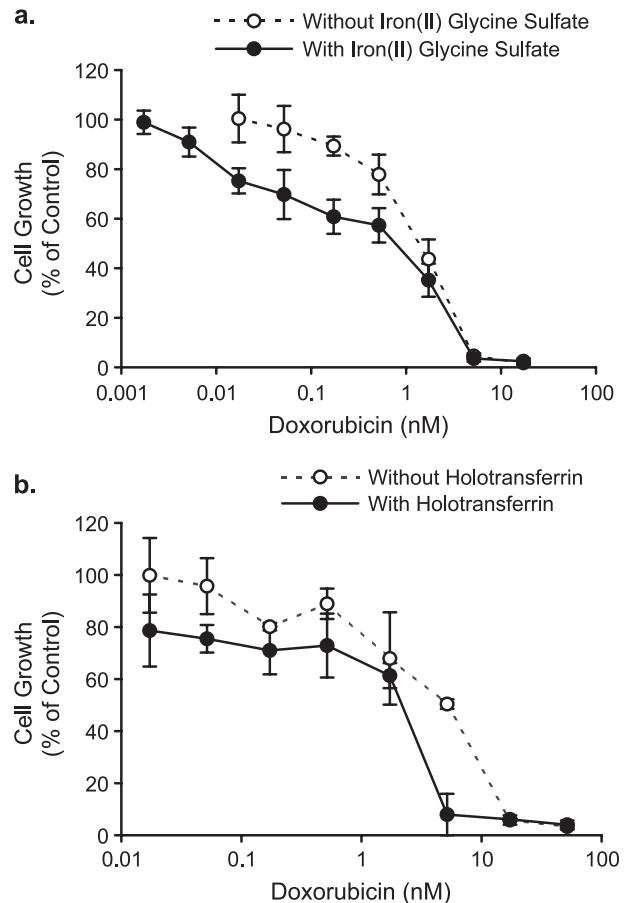 a.
Without Iron(II) Glycine Sulfate
With Iron(II) Glycine Sulfate
120
100
80
60
40
20
0
Cell Growth
(% of Control)
0.001 0.01 0.1 1 10 100
Doxorubicin (nM)
b.
Without Holotransferrin
With Holotransferrin
120
100
80
60
40
20
0
Cell Growth
(% of Control)
0.01 0.1 1 10 100
Doxorubicin (nM)